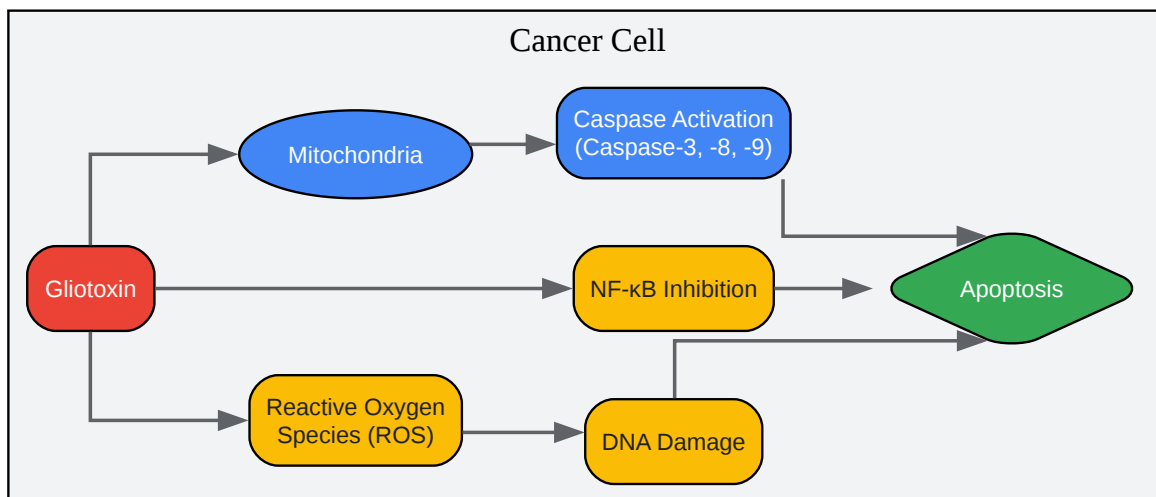 Cancer Cell
Caspase Activation
(Caspase-3, -8, -9)
Mitochondria
Gliotoxin
NF-κB Inhibition
Apoptosis
Reactive Oxygen
Species (ROS)
DNA Damage